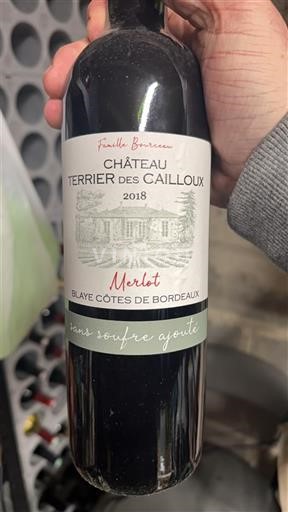 Famille Bourceau
CHÂTEAU
TERRIER DES CAILLOUX
2018
Merlot
BLAYE CÔTES DE BORDEAUX
sans soufre ajouté